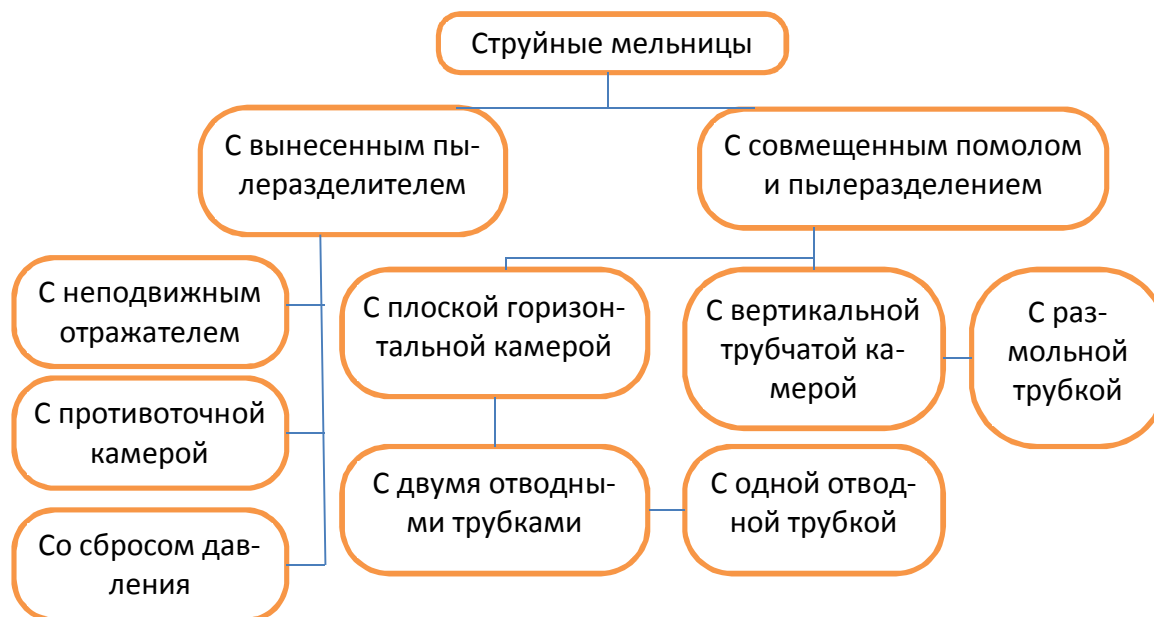 Струйные мельницы
С вынесенным пы-
леразделителем
С совмещенным помолом
и пылеразделением
С неподвижным
отражателем
С плоской горизон-
тальной камерой
С вертикальной
трубчатой ка-
мерой
С раз-
мольной
трубкой
С противоточной
камерой
С двумя отводны-
ми трубками
С одной отвод-
ной трубкой
Со сбросом дав-
ления